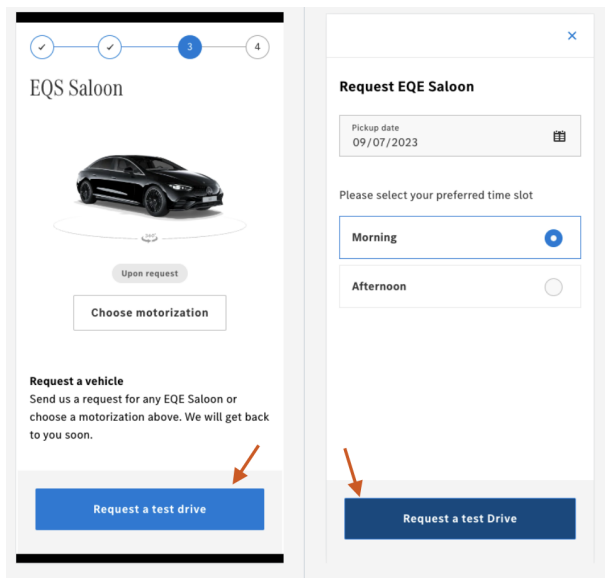 3
4
EQS Saloon
360°
Upon request
Choose motorization
Request a vehicle
Send us a request for any EQE Saloon or
choose a motorization above. We will get back
to you soon.
Request a test drive
Request EQE Saloon
Pickup date
09/07/2023
Please select your preferred time slot
Morning
Afternoon
Request a test Drive